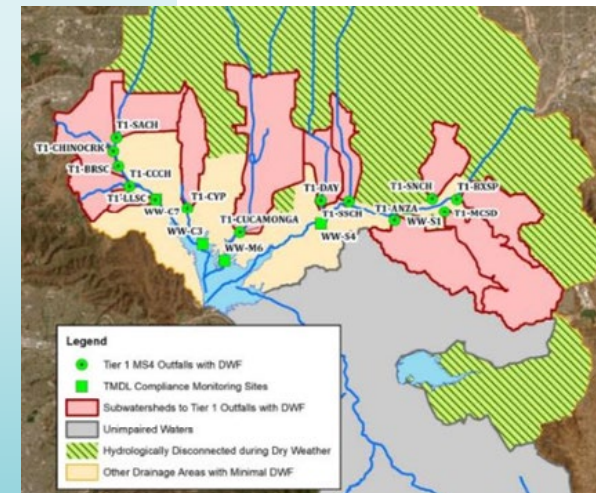 T1-SACH
T1-CHINOCRK
T1-BRSC
T1-CCCH
T1-LLSC
WW-C7
T1-CYP
WW-C3
T1-CUCAMONGA
WW-M6
T1-DAY
T1-SSCH
WW-S4
T1-ANZA
T1-SNCH
T1-BXSP
T1-MCSD
WW-S1
Legend
Tier 1 MS4 Outfalls with DWF
TMDL Compliance Monitoring Sites
Subwatersheds to Tier 1 Outfalls with DWF
Unimpaired Waters
Hydrologically Disconnected during Dry Weather
Other Drainage Areas with Minimal DWF